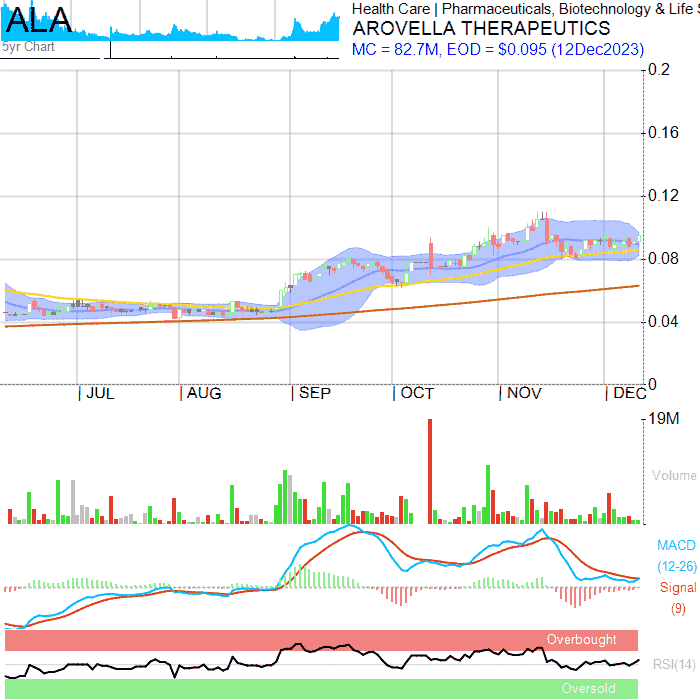 ALA
5yr Chart
Health Care | Pharmaceuticals, Biotechnology & Life S
AROVELLA THERAPEUTICS
MC = 82.7M, EOD = $0.095 (12Dec2023)
0.2
0.16
0.12
0.08
0.04
0
| JUL | AUG | SEP | OCT | NOV | DEC
19M
Volume
MACD
(12-26)
Signal
(9)
Overbought
RSI(14)
Oversold